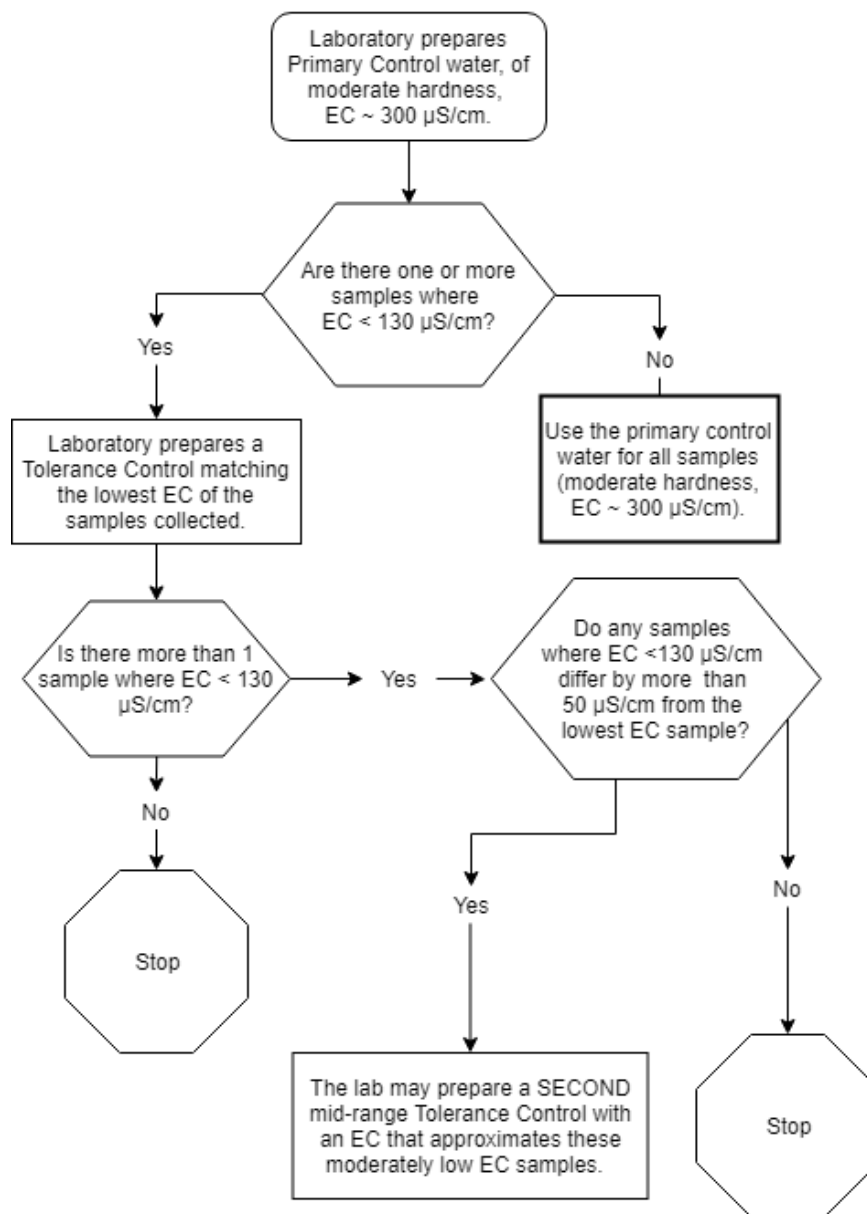 Laboratory prepares
Primary Control water, of
moderate hardness,
EC ~ 300 µS/cm.
Are there one or more
samples where
EC < 130 µS/cm?
Yes
No
Laboratory prepares a
Tolerance Control matching
the lowest EC of the
samples collected.
Use the primary control
water for all samples
(moderate hardness,
EC ~ 300 µS/cm).
Is there more than 1
sample where EC < 130
µS/cm?
Yes
Do any samples
where EC <130 µS/cm
differ by more than
50 µS/cm from the
lowest EC sample?
No
Stop
Yes
No
The lab may prepare a SECOND
mid-range Tolerance Control with
an EC that approximates these
moderately low EC samples.
Stop